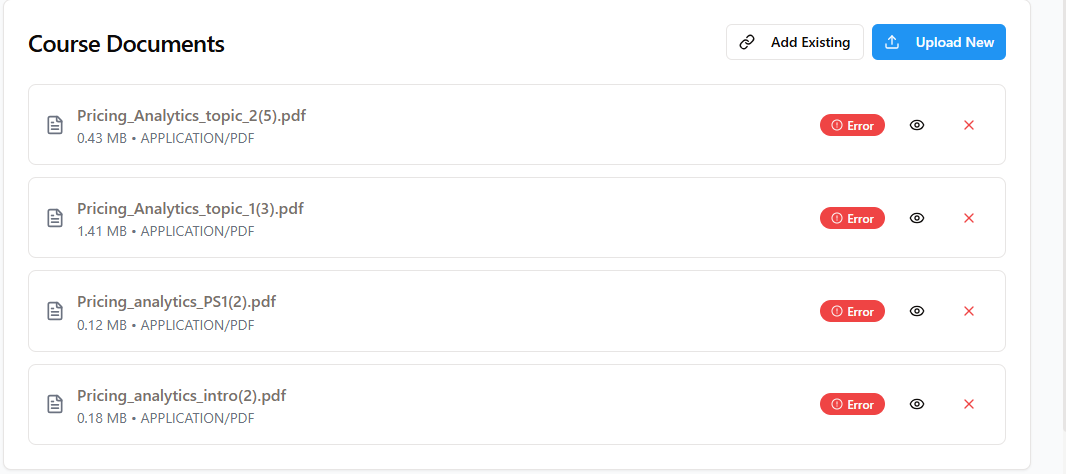 Course Documents
Add Existing
Upload New
Pricing_Analytics_topic_2(5).pdf
0.43 MB • APPLICATION/PDF
Error
Pricing_Analytics_topic_1(3).pdf
1.41 MB • APPLICATION/PDF
Error
Pricing_analytics_PS1(2).pdf
0.12 MB • APPLICATION/PDF
Error
Pricing_analytics_intro(2).pdf
0.18 MB • APPLICATION/PDF
Error